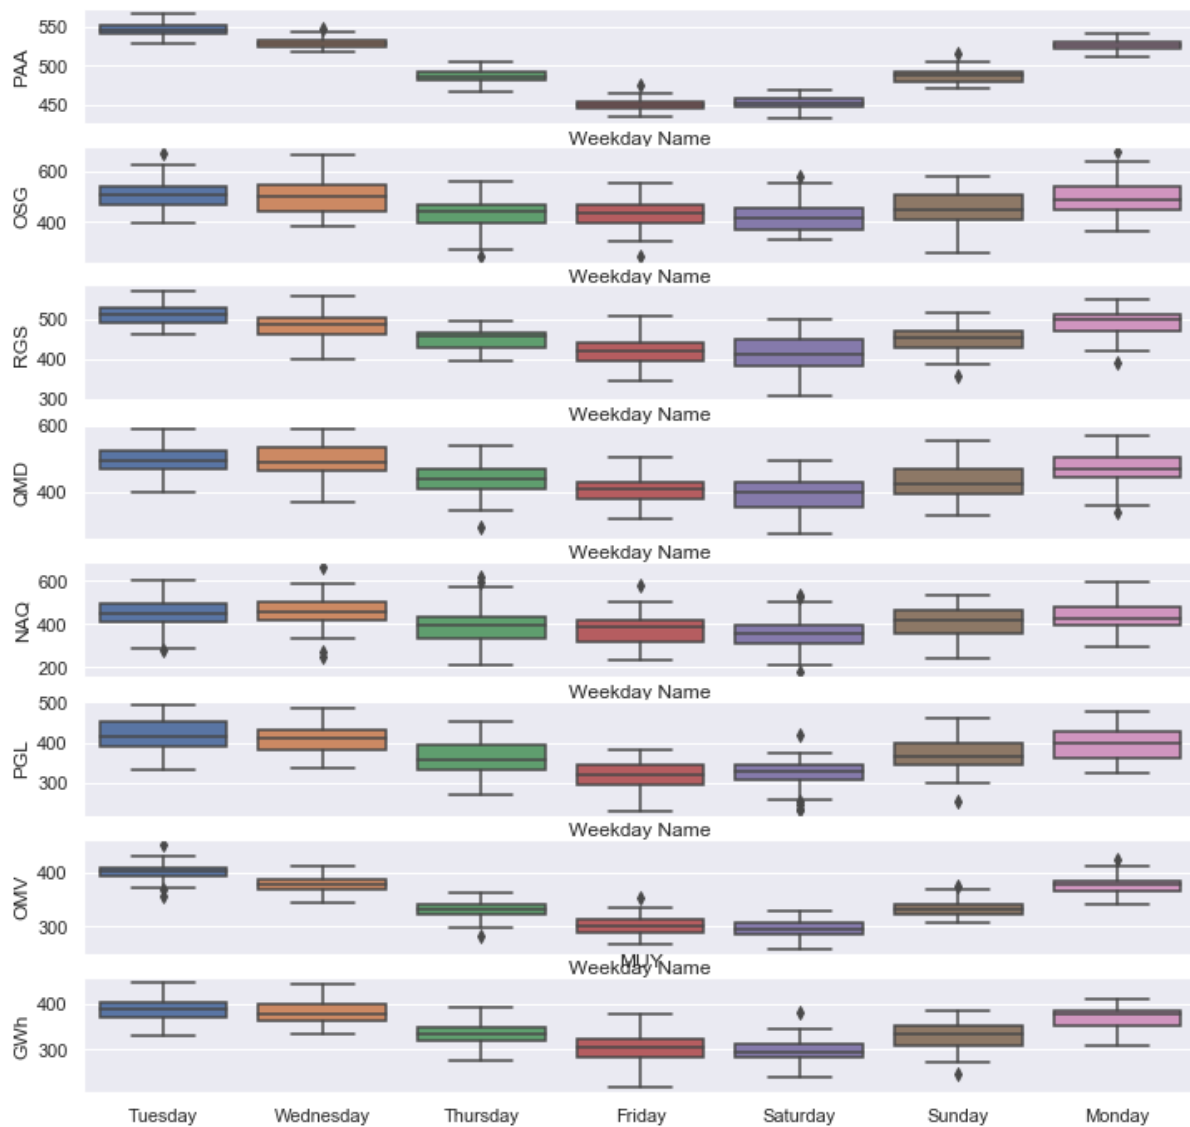 PAA
550
500
450
Weekday Name
OSG
600
400
Weekday Name
RGS
500
400
300
Weekday Name
QMD
600
400
Weekday Name
NAQ
600
400
200
Weekday Name
PGL
500
400
300
Weekday Name
OMV
400
300
MUY
Weekday Name
GWh
400
300
Tuesday Wednesday Thursday Friday Saturday Sunday Monday